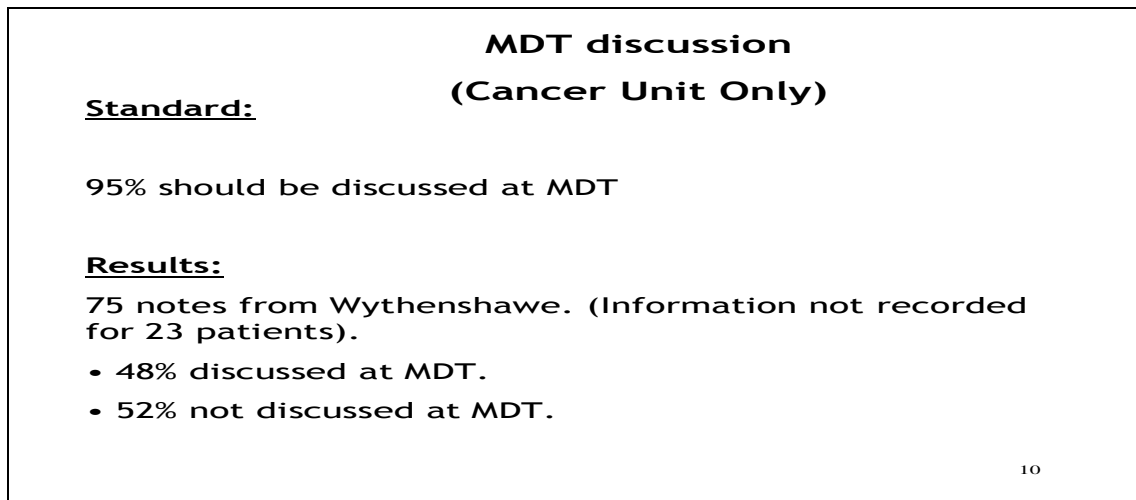 MDT discussion
(Cancer Unit Only)
Standard:
95% should be discussed at MDT
Results:
75 notes from Wythenshawe. (Information not recorded
for 23 patients).
• 48% discussed at MDT.
• 52% not discussed at MDT.
10